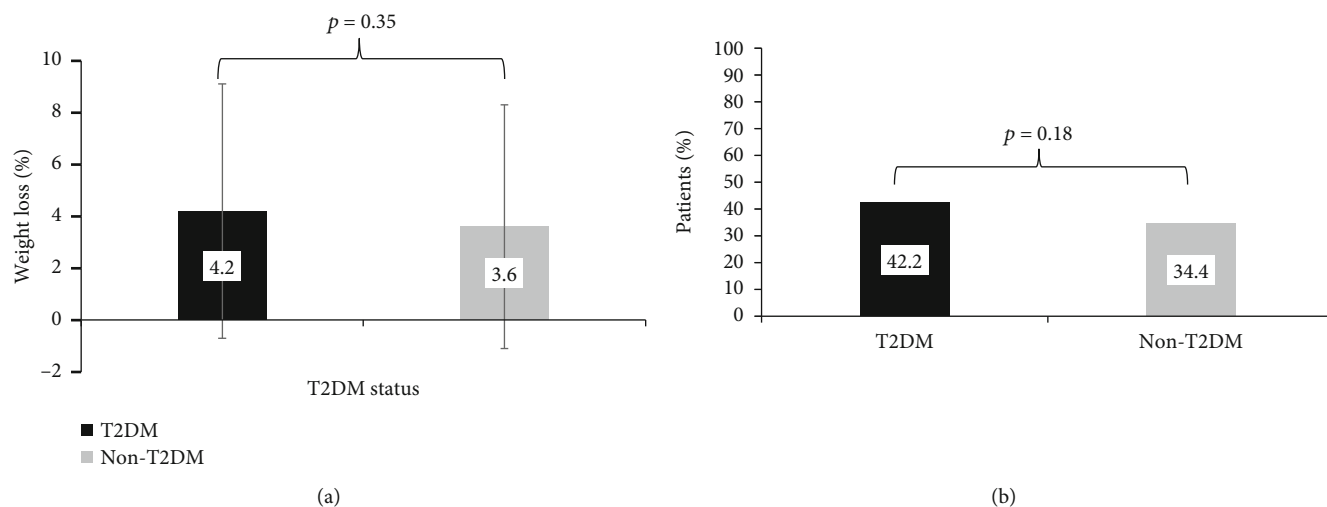 p = 0.35
10
8
6
4
2
0
–2
Weight loss (%)
4.2
3.6
T2DM status
T2DM
Non-T2DM
(a)
p = 0.18
100
90
80
70
60
50
40
30
20
10
0
Patients (%)
42.2
34.4
T2DM
Non-T2DM
(b)